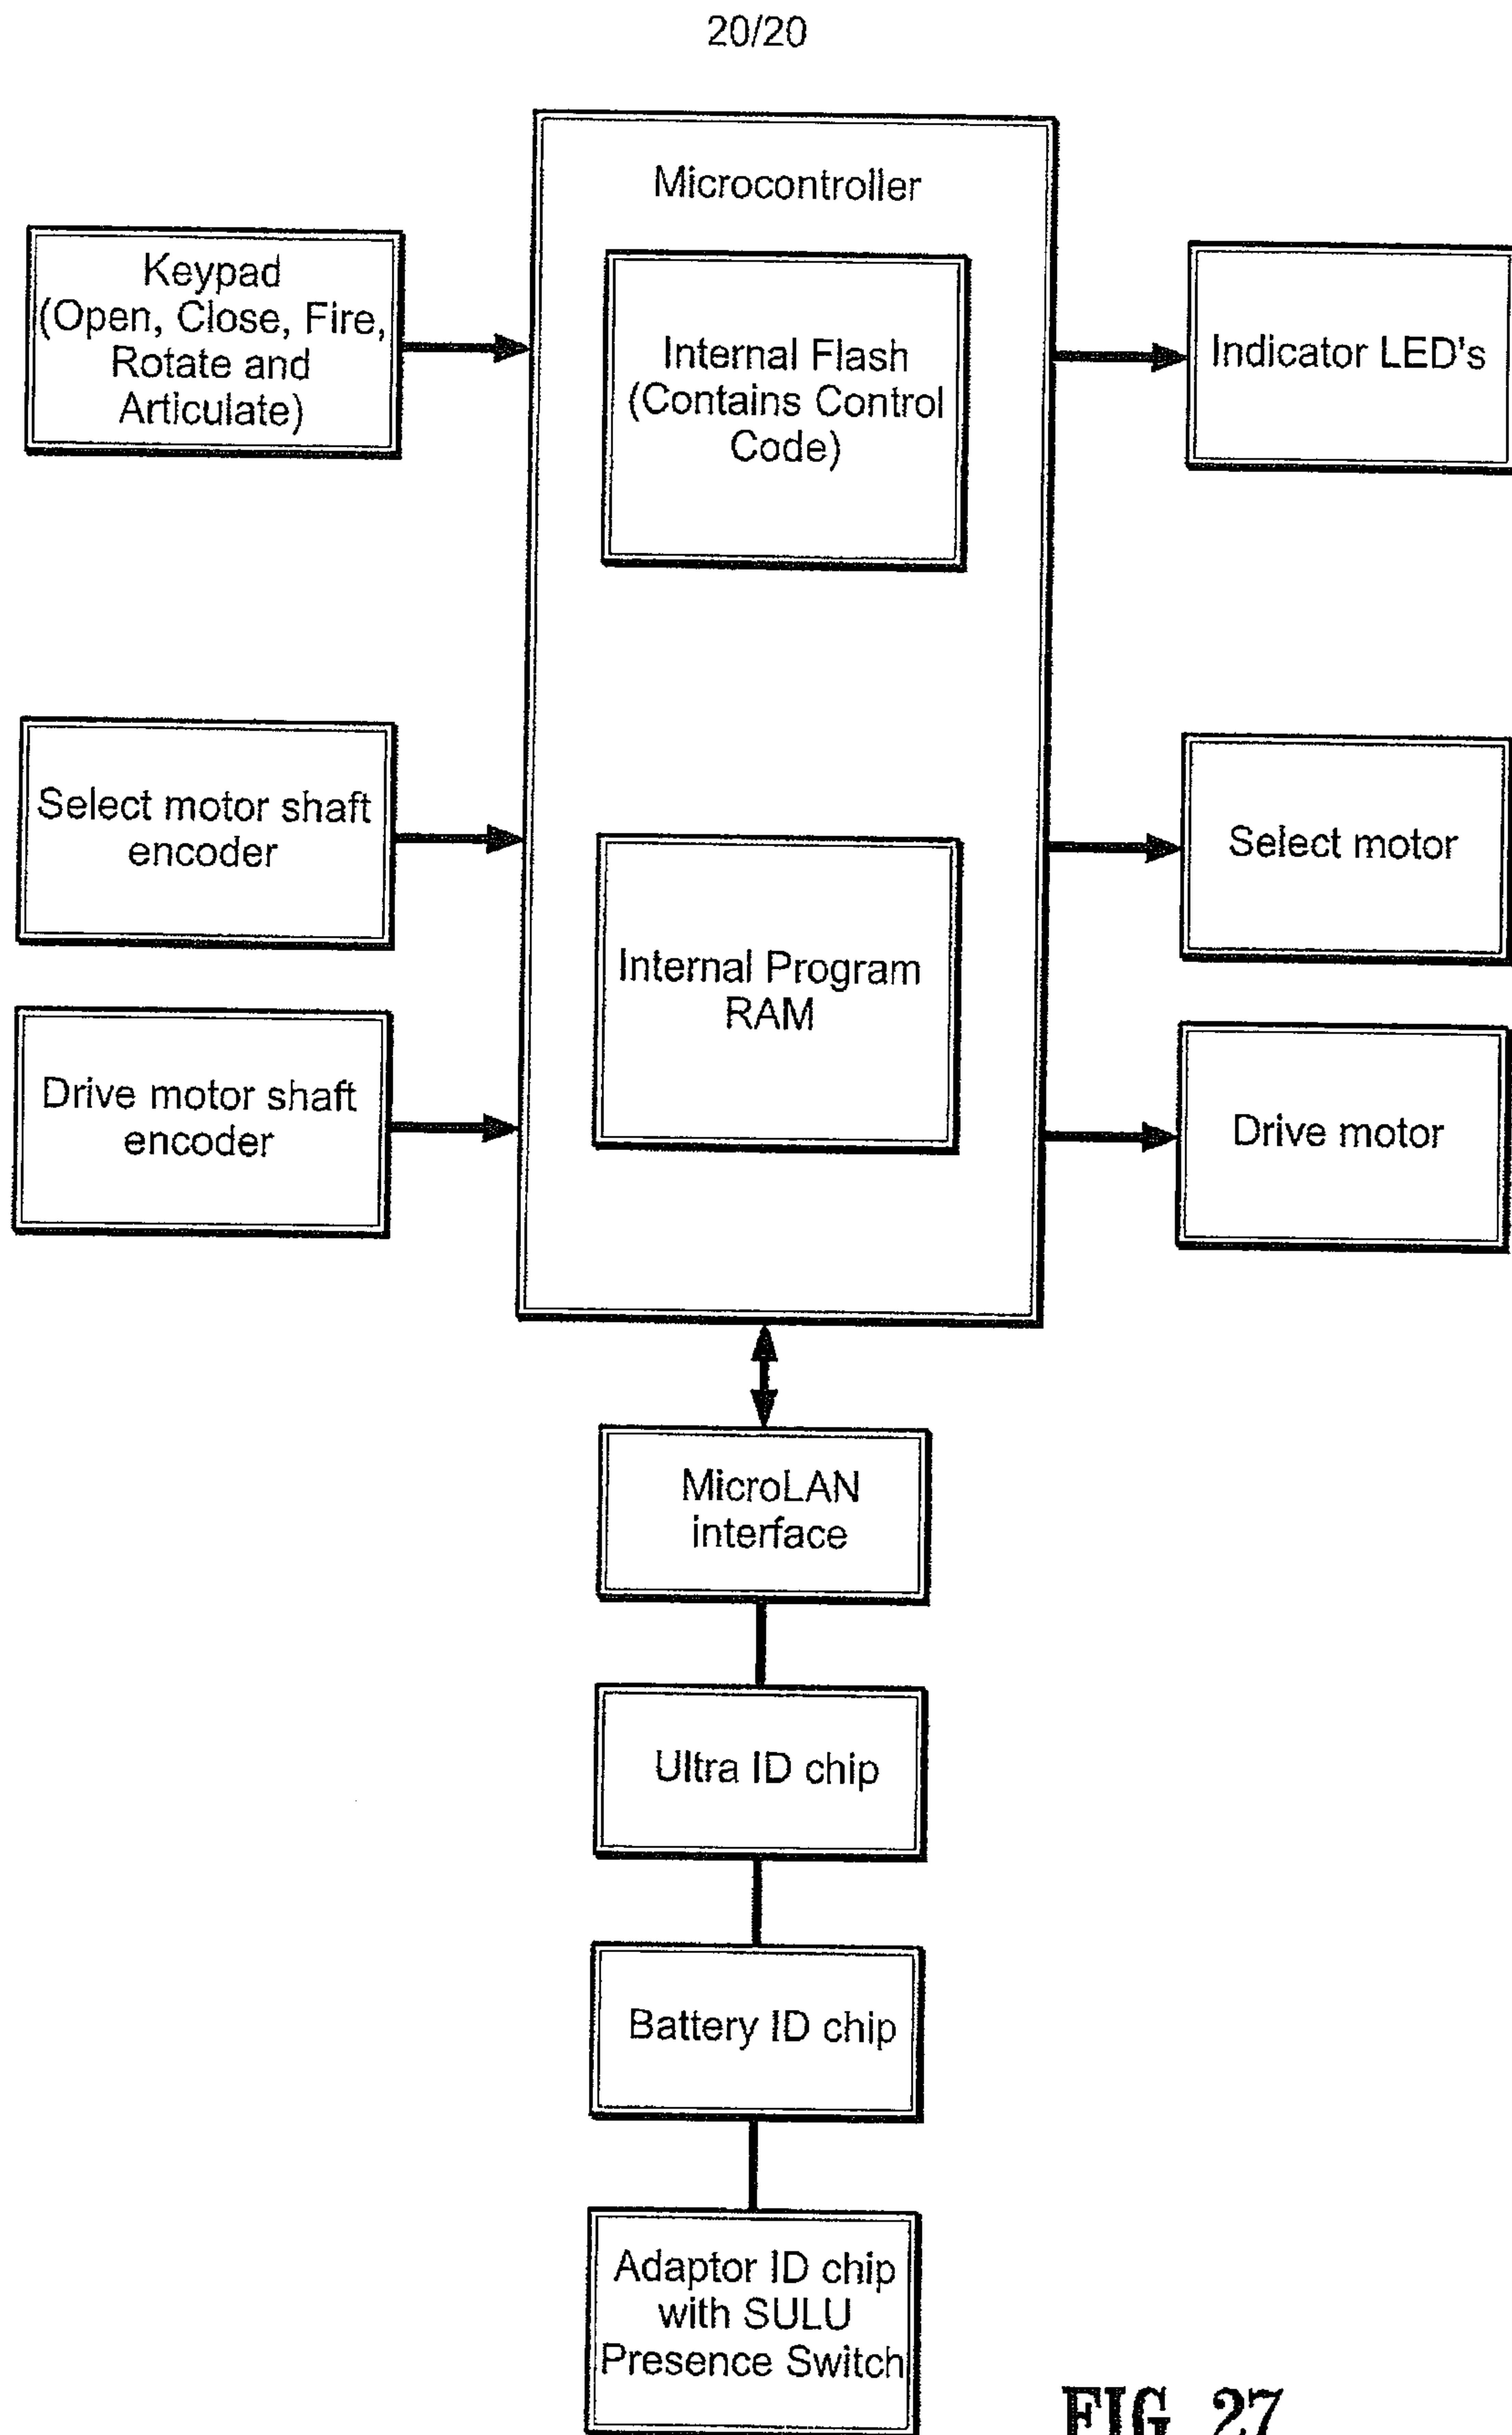 20/20
Microcontroller
Keypad
(Open, Close, Fire,
Rotate and
Articulate)
Internal Flash
(Contains Control
Code)
Indicator LED's
Select motor shaft
encoder
Select motor
Internal Program
RAM
Drive motor shaft
encoder
Drive motor
MicroLAN
interface
Ultra ID chip
Battery ID chip
Adaptor ID chip
with SULU
Presence Switch
FIG. 27